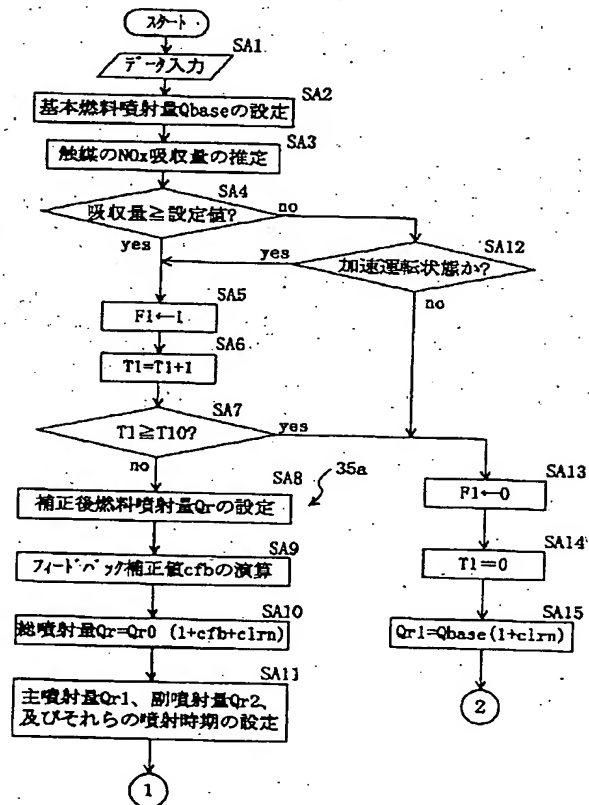 スタート
SA1
データ入力
SA2
基本燃料噴射量Qbaseの設定
SA3
触媒のNOx吸収量の推定
SA4
吸収量≧設定値?
no
yes
SA12
加速運転状態か?
yes
no
SA5
F1←1
SA6
T1=T1+1
SA7
T1≧T10?
yes
no
SA8
35a
補正後燃料噴射量Qrの設定
SA13
F1←0
SA9
フィードバック補正値cfbの演算
SA14
T1=0
SA10
総噴射量Qr=Qr0 (1+cfb+clrn)
SA15
Qr1=Qbase(1+clrn)
SA11
主噴射量Qr1、副噴射量Qr2、
及びそれらの噴射時期の設定
2
1